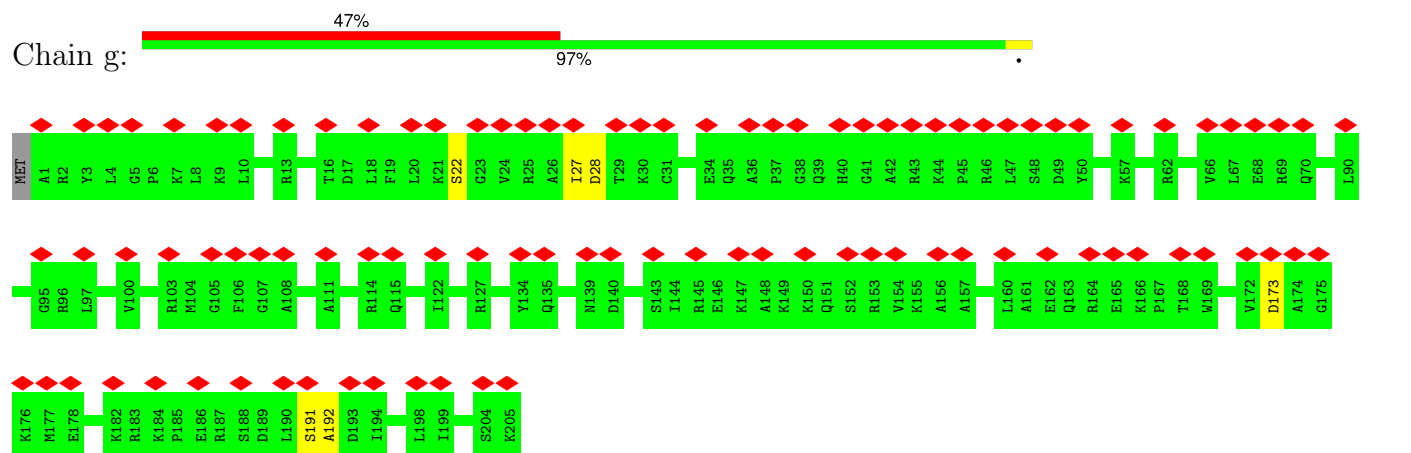 47%
Chain g:
97%
•
MET A1 R2 Y3 L4 G5 P6 K7 L8 K9 L10 R13 T16 D17 L18 F19 L20 K21 S22 G23 V24 R25 A26 I27 D28 T29 K30 C31 E34 Q35 A36 P37 G38 Q39 H40 G41 A42 R43 K44 P45 R46 L47 S48 D49 Y50 K57 R62 V66 L67 E68 R69 Q70 L90
G95 R96 L97 V100 R103 M104 G105 F106 G107 A108 A111 R114 Q115 I122 R127 Y134 Q135 N139 D140 S143 I144 R145 E146 K147 A148 K149 K150 Q151 S152 R153 V154 K155 A156 A157 L160 A161 E162 Q163 R164 E165 K166 P167 T168 W169 V172 D173 A174 G175
K176 M177 E178 K182 R183 K184 P185 E186 R187 S188 D189 L190 S191 A192 D193 I194 L198 I199 S204 K205